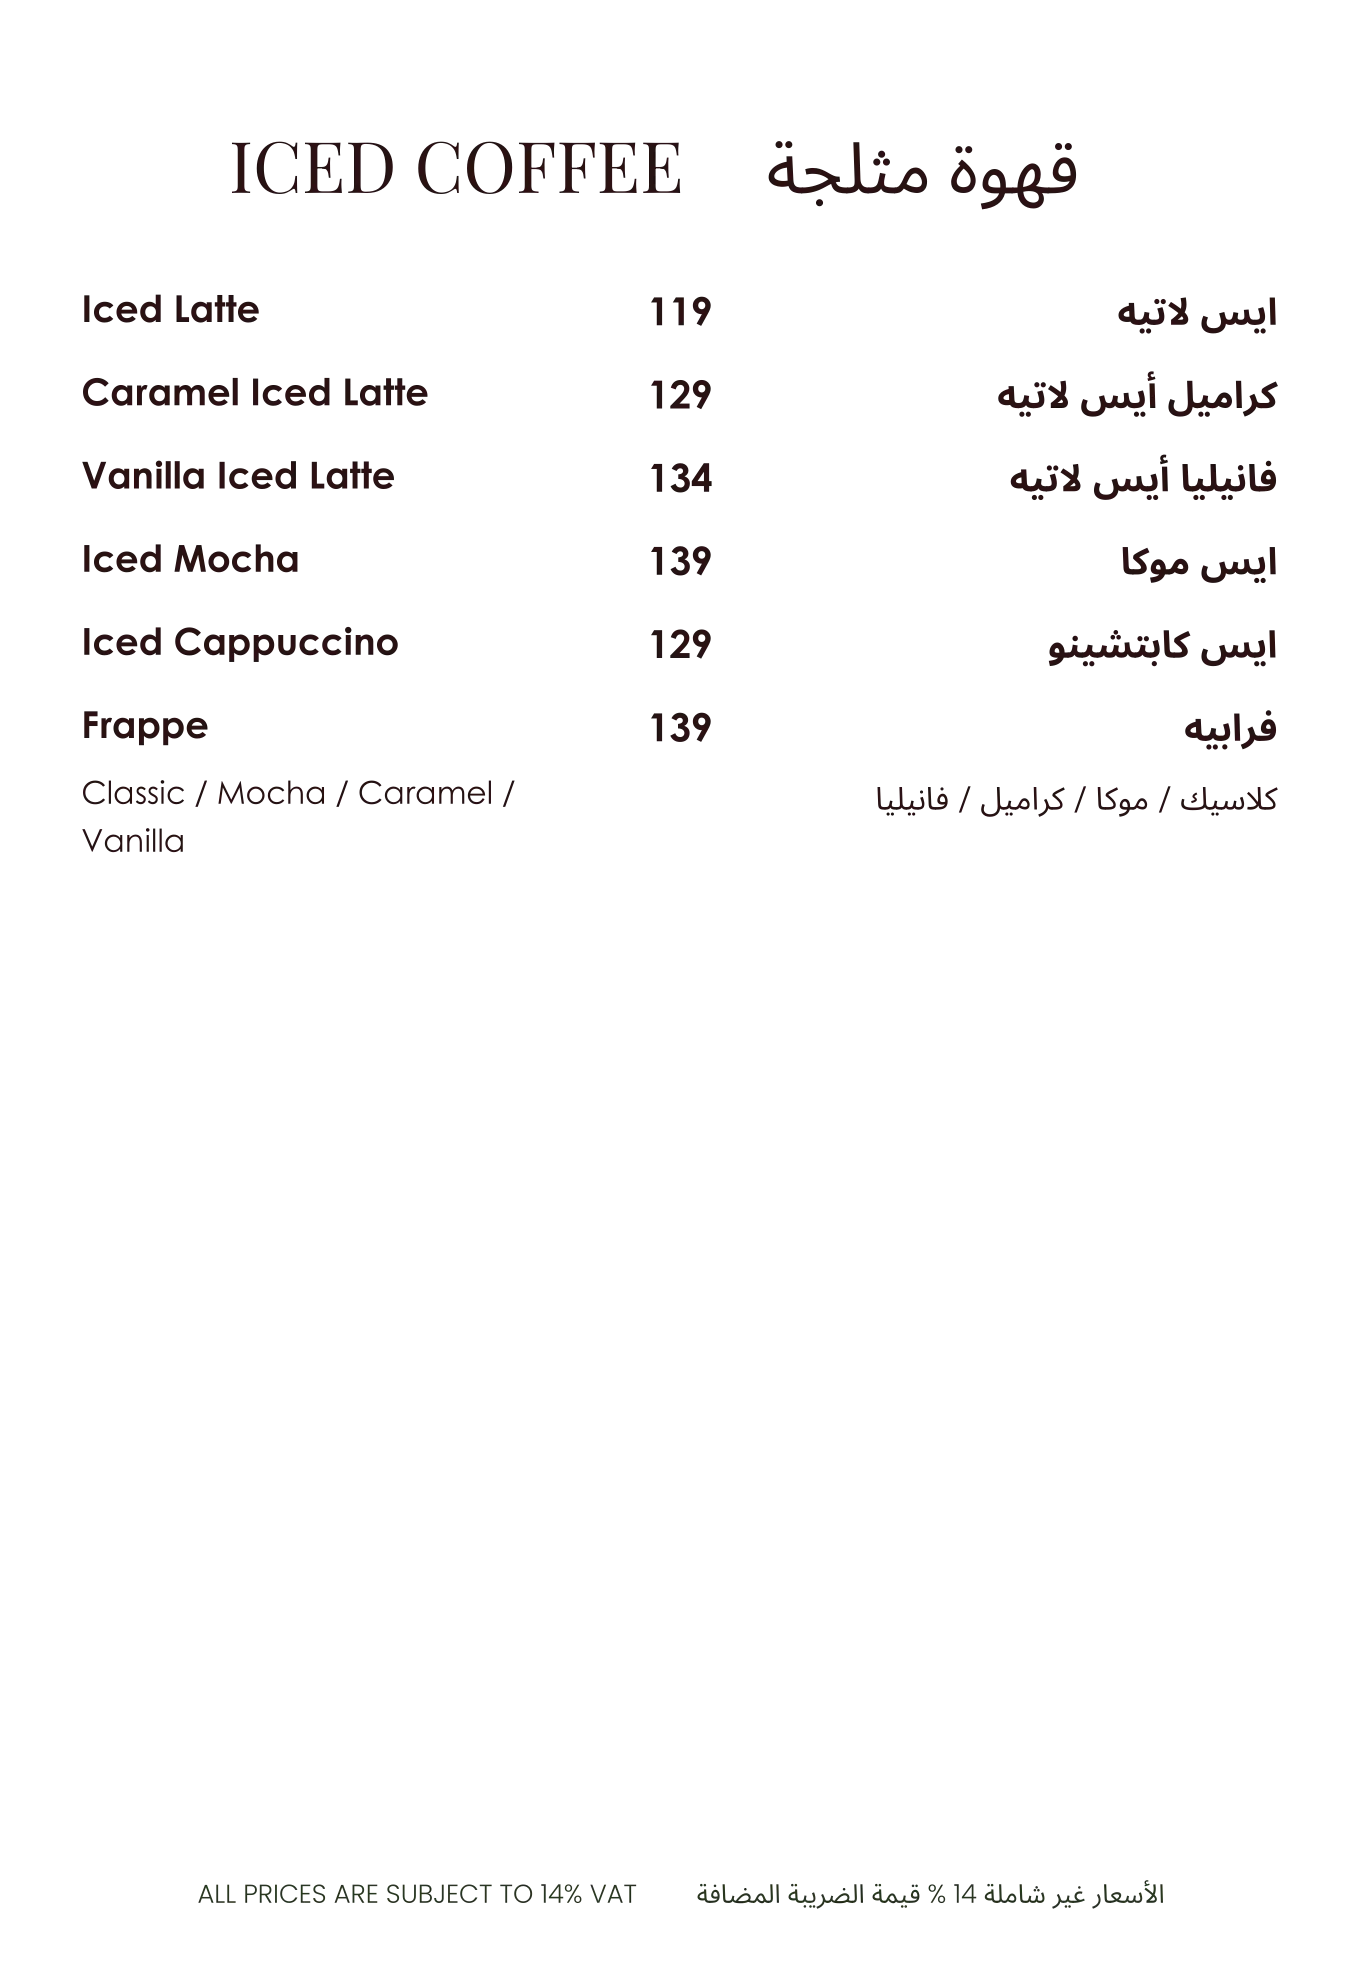 ICED COFFEE قهوة مثلجة
Iced Latte 119 ايس لاتيه
Caramel Iced Latte 129 كراميل أيس لاتيه
Vanilla Iced Latte 134 فانيليا أيس لاتيه
Iced Mocha 139 ايس موكا
Iced Cappuccino 129 ايس كابتشينو
Frappe 139 فرابيه
Classic / Mocha / Caramel / كلاسيك / موكا / كراميل / فانيليا
Vanilla
ALL PRICES ARE SUBJECT TO 14% VAT الأسعار غير شاملة 14 % قيمة الضريبة المضافة